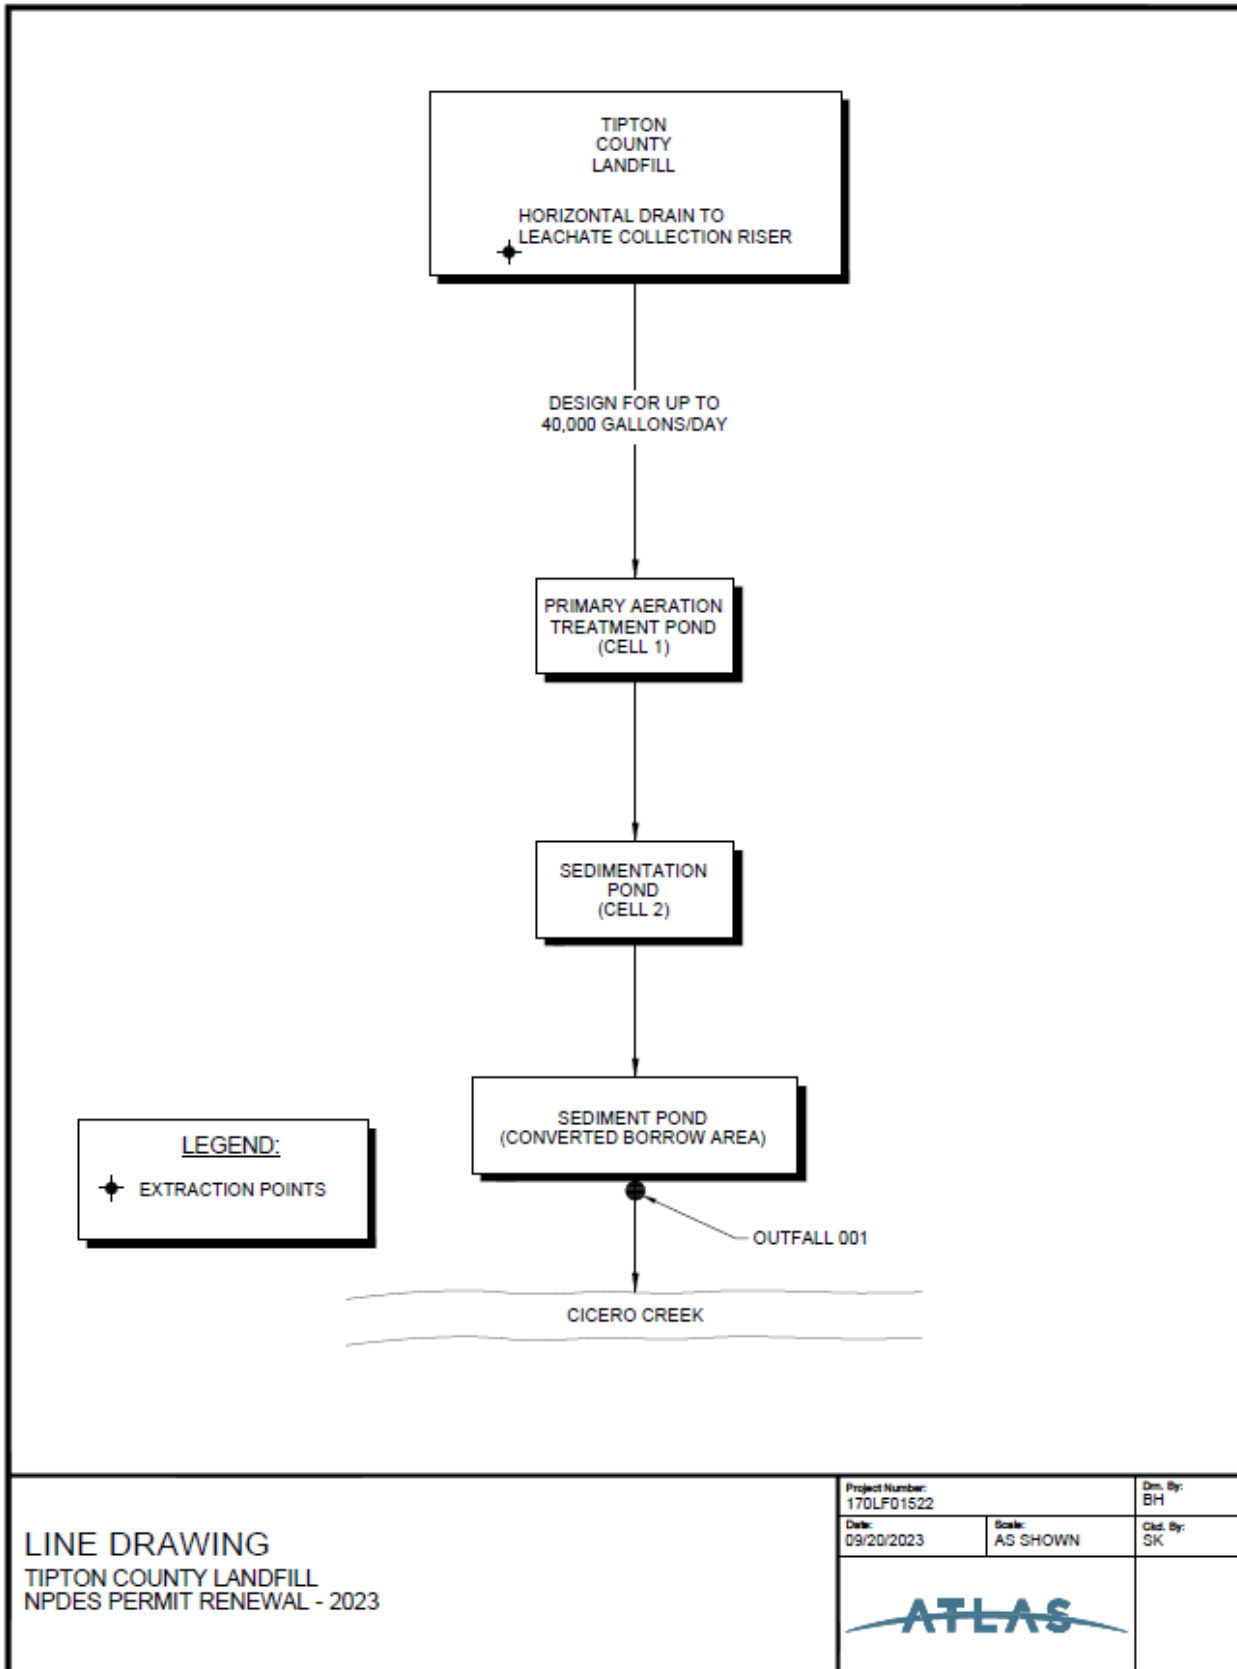 TIPTON
COUNTY
LANDFILL
HORIZONTAL DRAIN TO
LEACHATE COLLECTION RISER
DESIGN FOR UP TO
40,000 GALLONS/DAY
PRIMARY AERATION
TREATMENT POND
(CELL 1)
SEDIMENTATION
POND
(CELL 2)
SEDIMENT POND
(CONVERTED BORROW AREA)
LEGEND:
EXTRACTION POINTS
OUTFALL 001
CICERO CREEK
LINE DRAWING
TIPTON COUNTY LANDFILL
NPDES PERMIT RENEWAL - 2023
Project Number:
170LF01522
Drn. By:
BH
Date:
09/20/2023
Scale:
AS SHOWN
Ckd. By:
SK
ATLAS